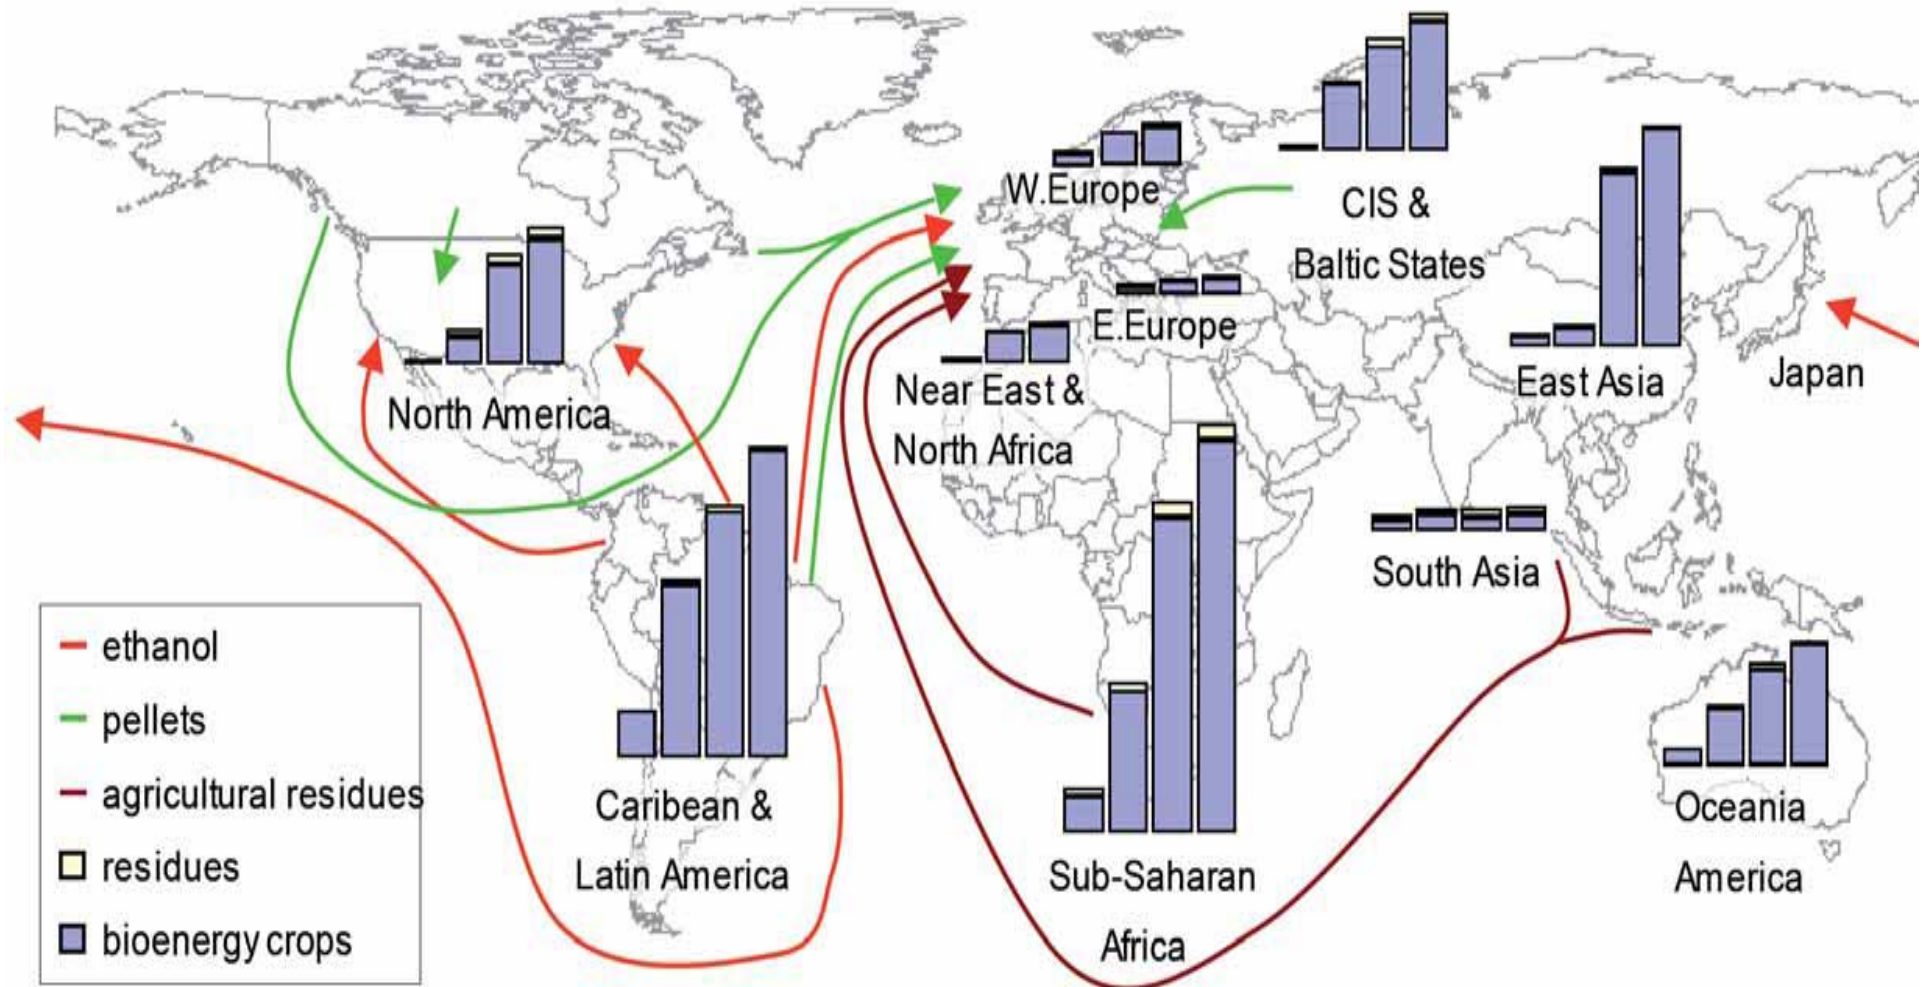 W.Europe
CIS &
Baltic States
E.Europe
North America
Near East &
North Africa
East Asia
Japan
South Asia
Caribean &
Latin America
Sub-Saharan
Africa
Oceania
America
ethanol
pellets
agricultural residues
residues
bioenergy crops